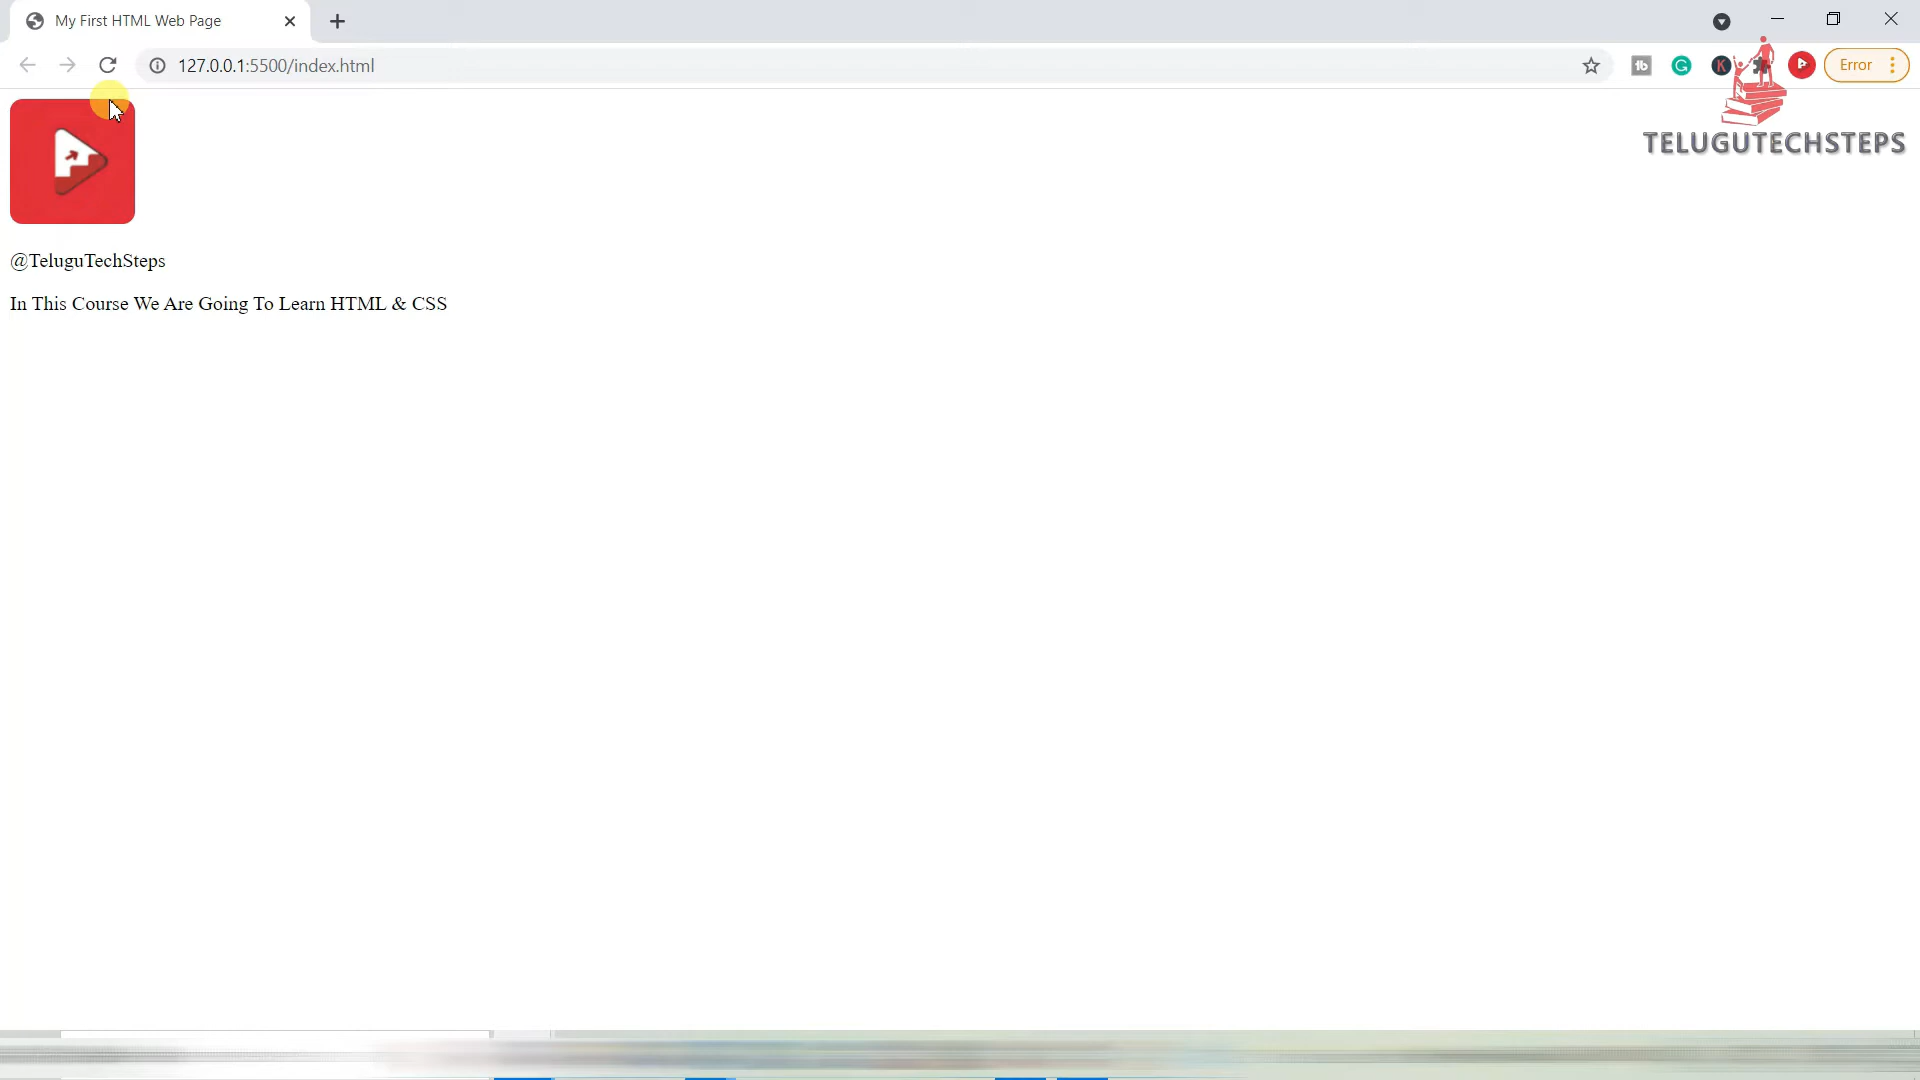 My First HTML Web Page
127.0.0.1:5500/index.html
tb
G
K
Error
TELUGUTECHSTEPS
@TeluguTechSteps
In This Course We Are Going To Learn HTML & CSS